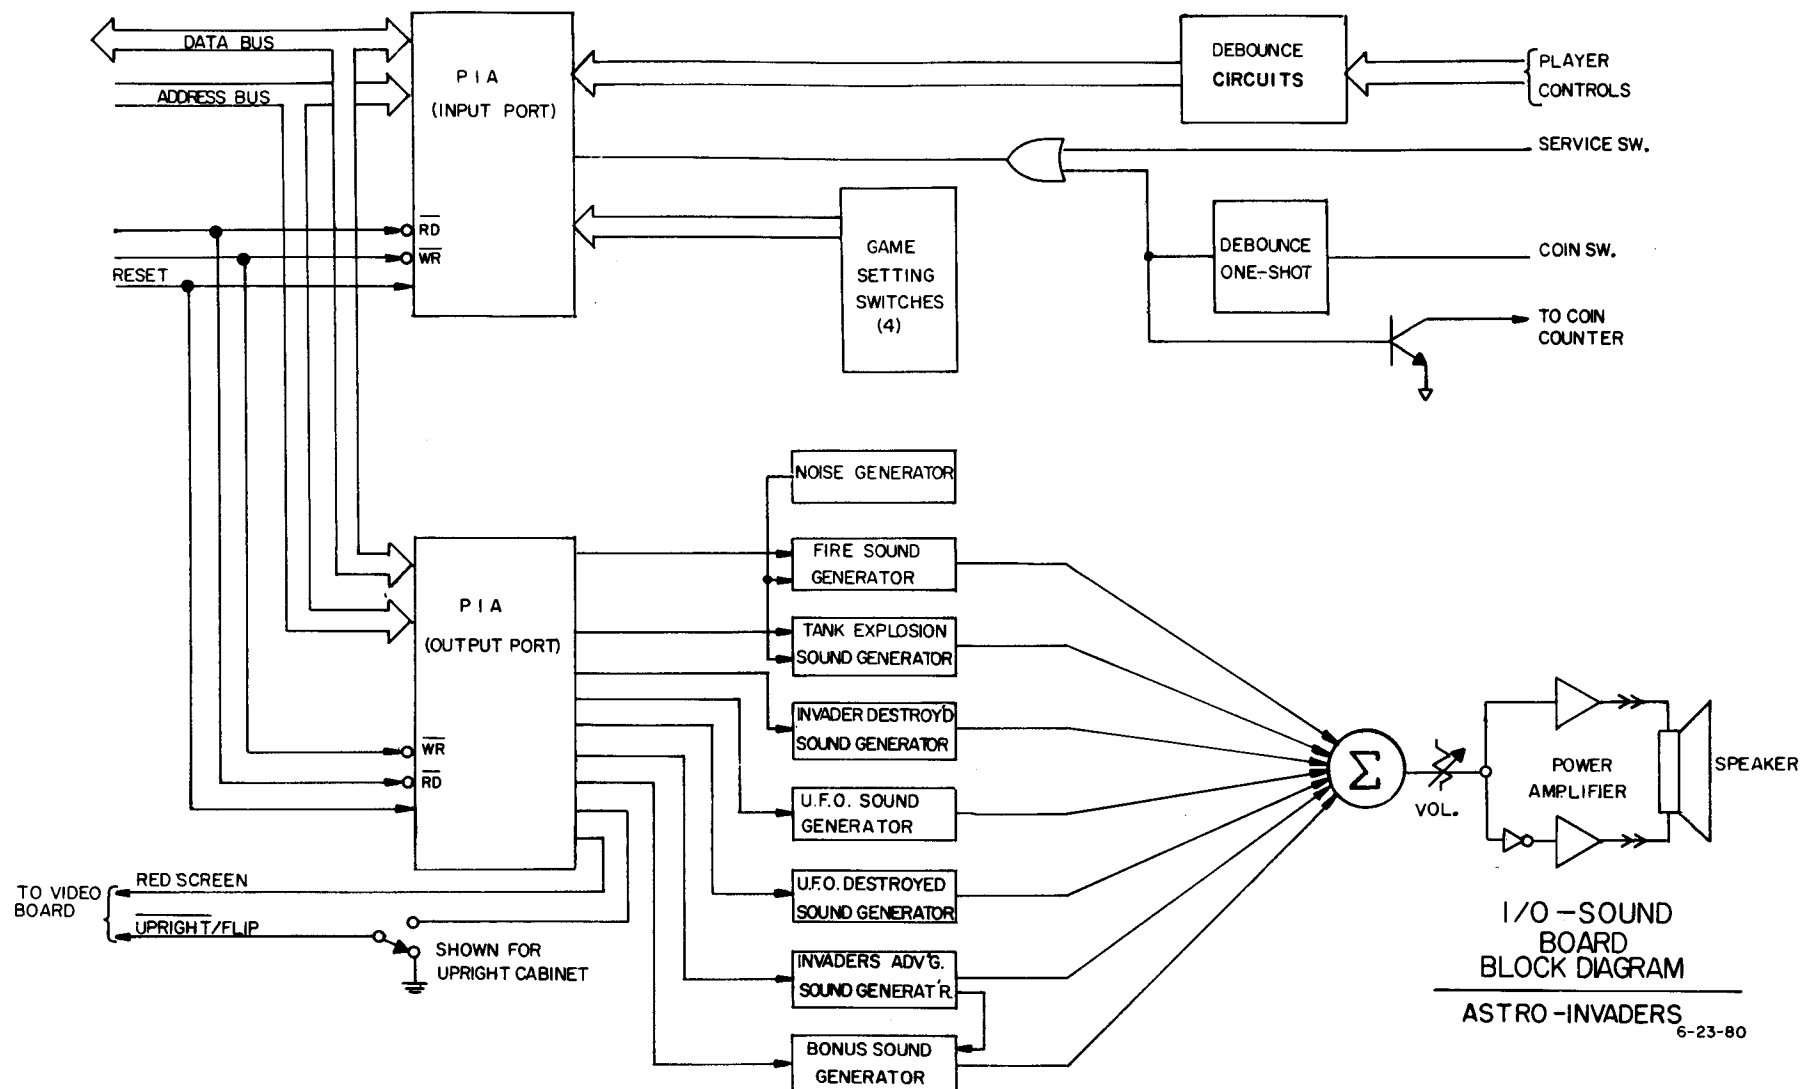 DATA BUS
ADDRESS BUS
PIA
(INPUT PORT)
RD
WR
RESET
DEBOUNCE
CIRCUITS
PLAYER
CONTROLS
SERVICE SW.
GAME
SETTING
SWITCHES
(4)
DEBOUNCE
ONE-SHOT
COIN SW.
TO COIN
COUNTER
PIA
(OUTPUT PORT)
WR
RD
NOISE GENERATOR
FIRE SOUND
GENERATOR
TANK EXPLOSION
SOUND GENERATOR
INVADER DESTROY'D
SOUND GENERATOR
U.F.O. SOUND
GENERATOR
U.F.O. DESTROYED
SOUND GENERATOR
INVADERS ADV'G.
SOUND GENERAT'R.
BONUS SOUND
GENERATOR
Σ
VOL.
POWER
AMPLIFIER
SPEAKER
TO VIDEO
BOARD
RED SCREEN
UPRIGHT/FLIP
SHOWN FOR
UPRIGHT CABINET
I/O-SOUND
BOARD
BLOCK DIAGRAM
ASTRO-INVADERS
6-23-80